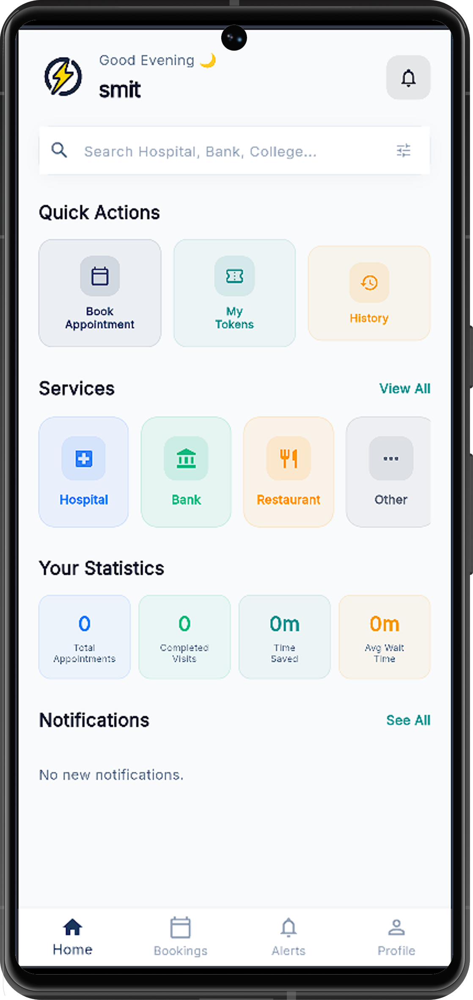 Good Evening 🌙
smit
Search Hospital, Bank, College...
Quick Actions
Book
Appointment
My
Tokens
History
Services
View All
Hospital
Bank
Restaurant
Other
Your Statistics
0
Total
Appointments
0
Completed
Visits
0m
Time
Saved
0m
Avg Wait
Time
Notifications
See All
No new notifications.
Home
Bookings
Alerts
Profile